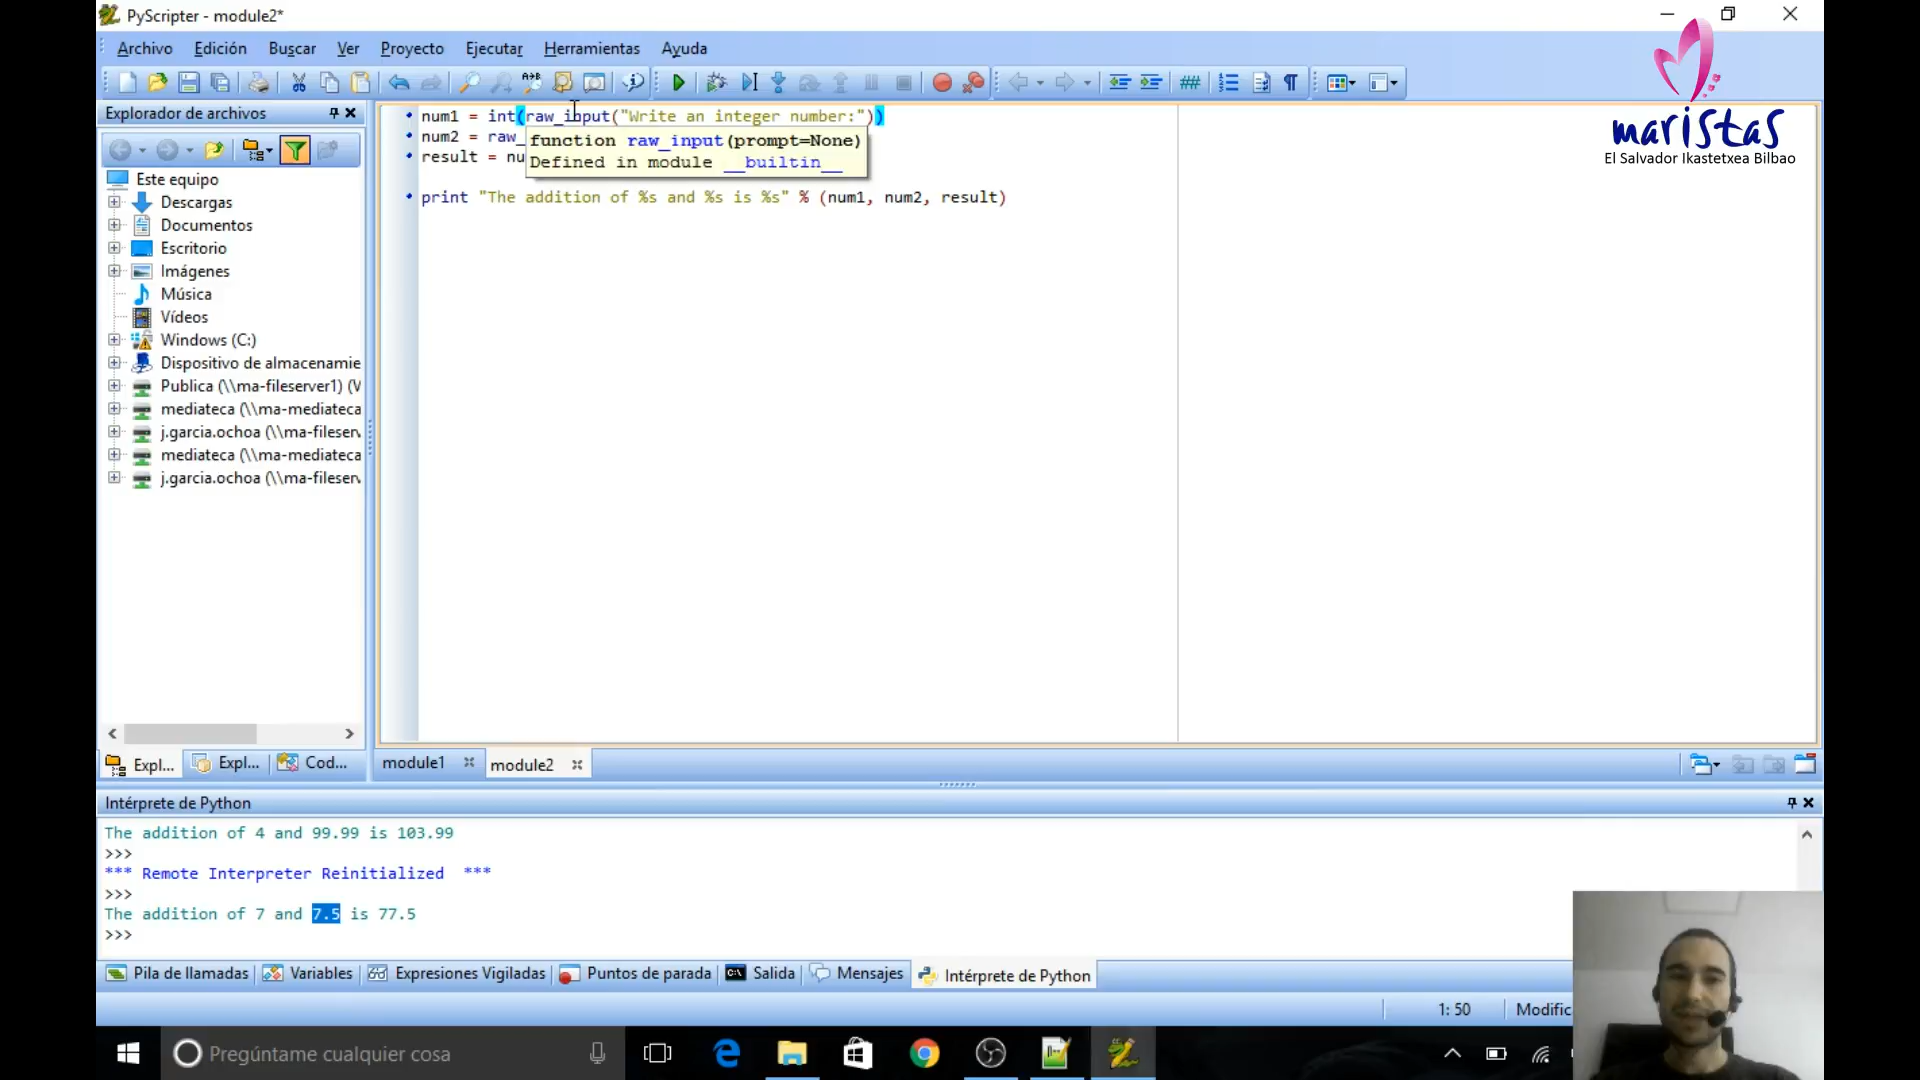 PyScripter - module2*
Archivo Edición Buscar Ver Proyecto Ejecutar Herramientas Ayuda
maristas
El Salvador Ikastetxea Bilbao
Explorador de archivos
Este equipo
Descargas
Documentos
Escritorio
Imágenes
Música
Vídeos
Windows (C:)
Dispositivo de almacenamie
Publica (\\ma-fileserver1) (V
mediateca (\\ma-mediateca
j.garcia.ochoa (\\ma-fileserv
mediateca (\\ma-mediateca
j.garcia.ochoa (\\ma-fileserv
Expl... Expl... Cod...
num1 = int(raw_input("Write an integer number:"))
num2 = raw_
result = nu
function raw_input(prompt=None)
Defined in module __builtin__
print "The addition of %s and %s is %s" % (num1, num2, result)
module1 module2
Intérprete de Python
The addition of 4 and 99.99 is 103.99
>>>
*** Remote Interpreter Reinitialized ***
>>>
The addition of 7 and 7.5 is 77.5
>>>
Pila de llamadas Variables Expresiones Vigiladas Puntos de parada Salida Mensajes Intérprete de Python
1: 50 Modific
Pregúntame cualquier cosa